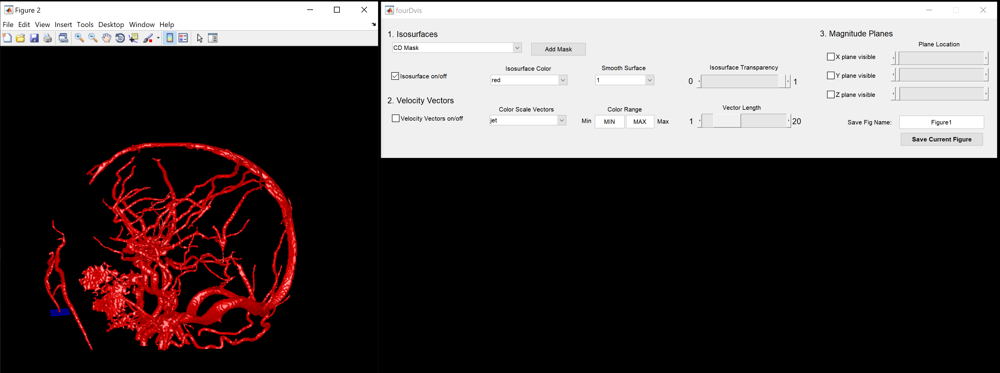 Figure 2
File Edit View Insert Tools Desktop Window Help
fourDvis
1. Isosurfaces
CD Mask
Add Mask
Isosurface on/off
Isosurface Color
red
Smooth Surface
1
Isosurface Transparency
0
1
2. Velocity Vectors
Velocity Vectors on/off
Color Scale Vectors
jet
Color Range
Min MIN MAX Max
Vector Length
1
20
3. Magnitude Planes
Plane Location
X plane visible
Y plane visible
Z plane visible
Save Fig Name: Figure1
Save Current Figure